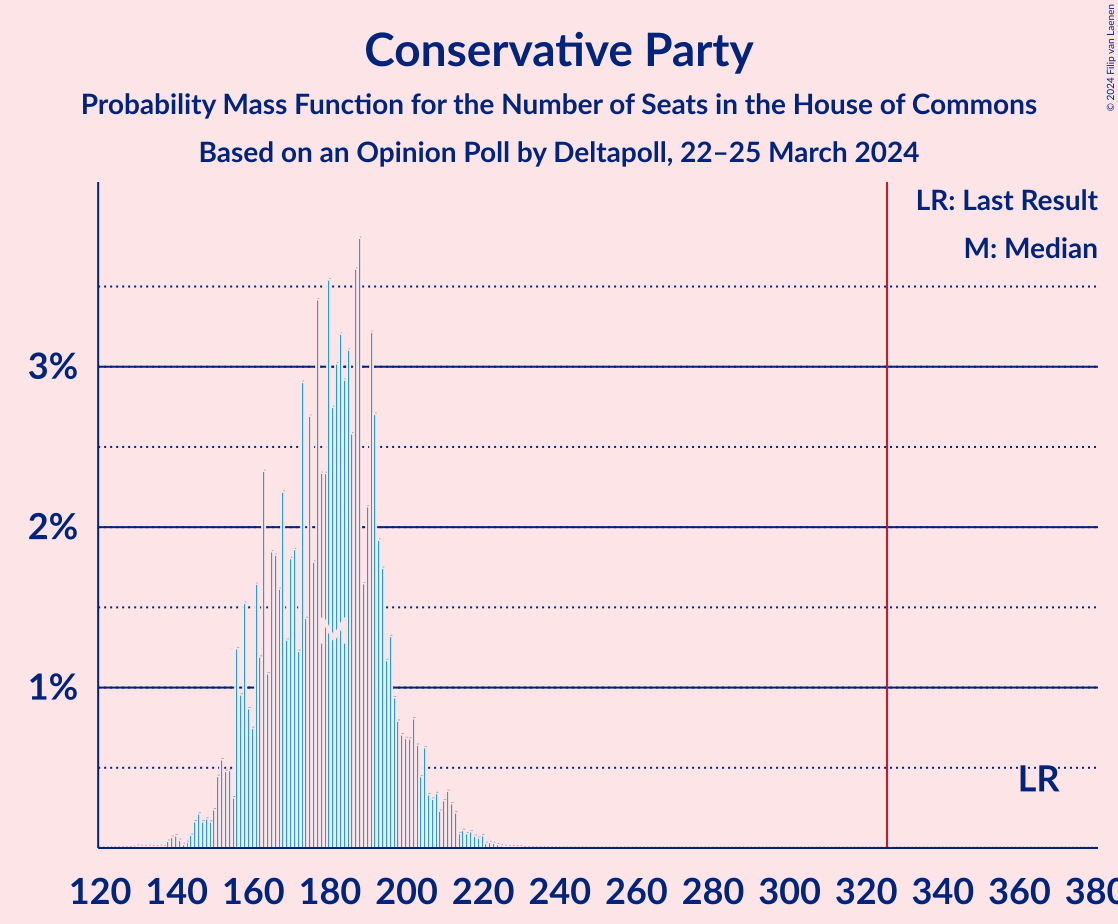 Conservative Party
Probability Mass Function for the Number of Seats in the House of Commons
Based on an Opinion Poll by Deltapoll, 22–25 March 2024
© 2024 Filip van Laenen
LR: Last Result
M: Median
3%
2%
1%
M
LR
120 140 160 180 200 220 240 260 280 300 320 340 360 380